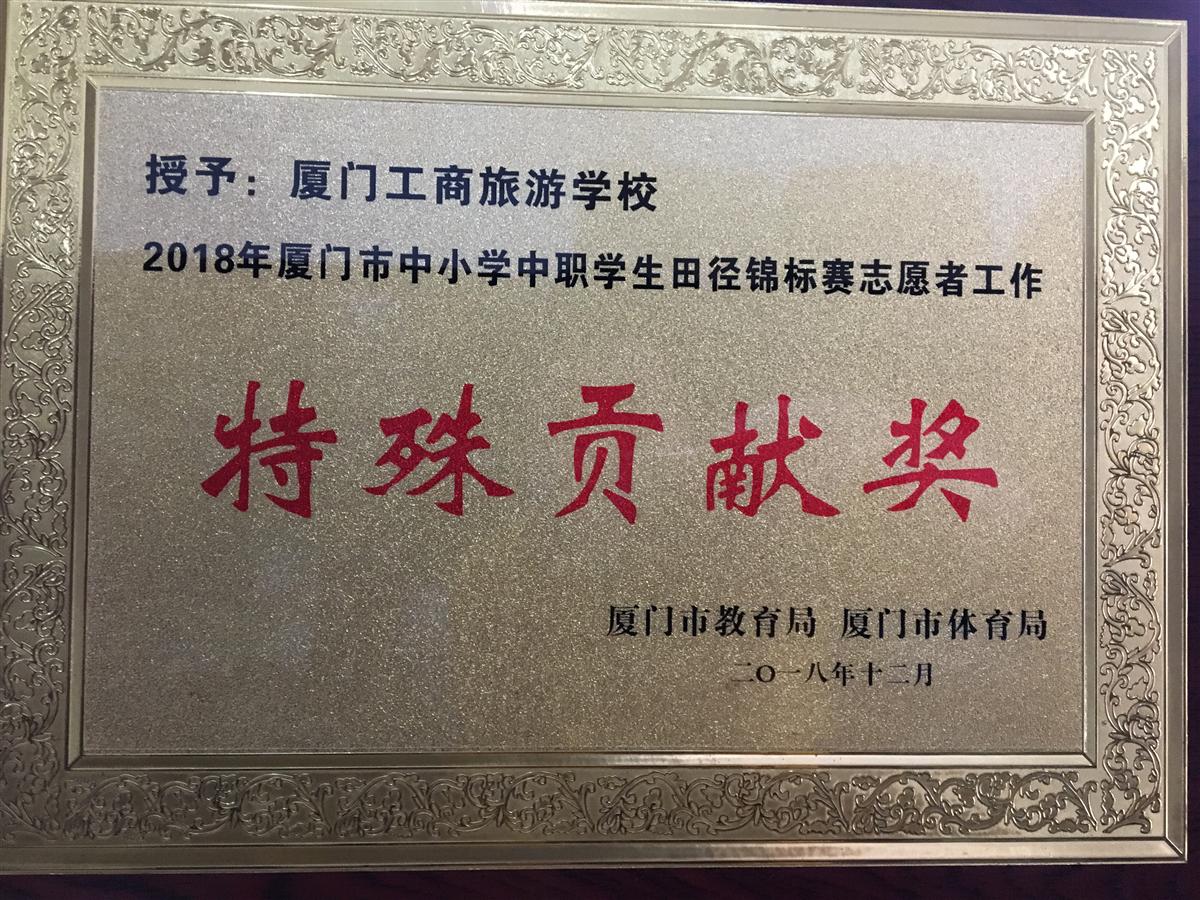 授予：厦门工商旅游学校
2018年厦门市中小学中职学生田径锦标赛志愿者工作
特殊贡献奖
厦门市教育局 厦门市体育局
二〇一八年十二月